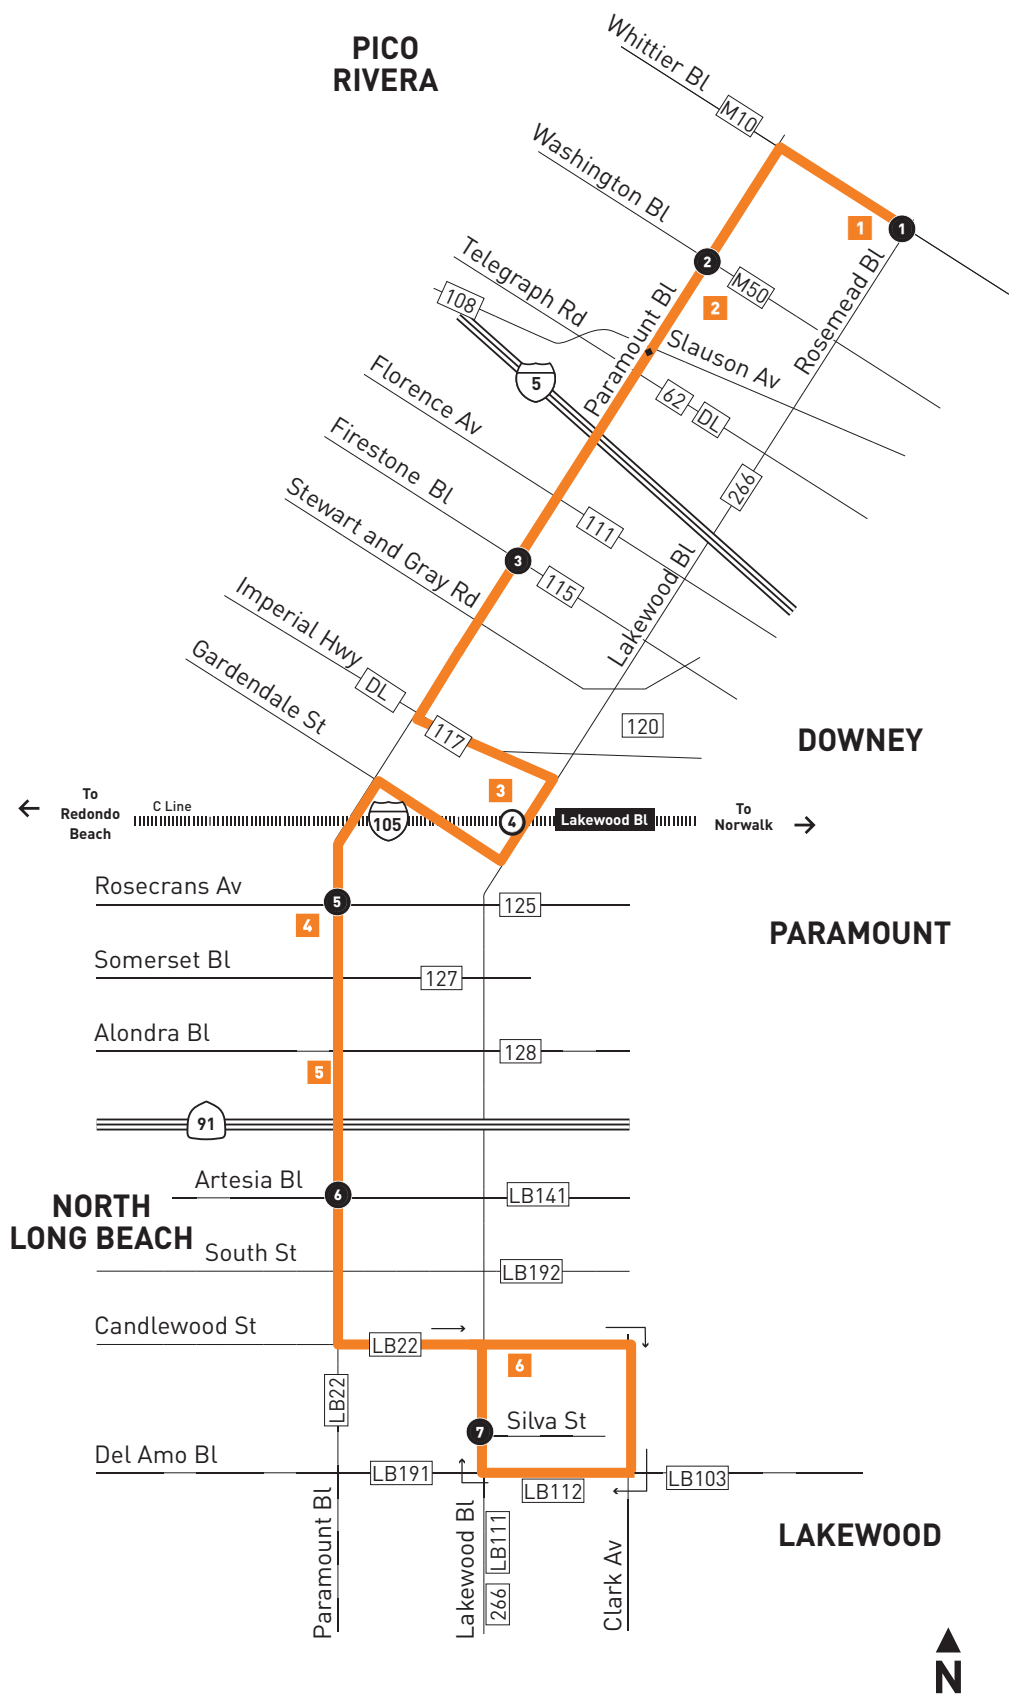 PICO
RIVERA
Whittier Bl
M10
Washington Bl
1
1
2
M50
2
Telegraph Rd
108
Paramount Bl
Slauson Av
Rosemead Bl
5
Florence Av
62
DL
Firestone Bl
266
Stewart and Gray Rd
111
3
115
Lakewood Bl
Imperial Hwy
DL
Gardendale St
117
120
DOWNEY
3
To
Redondo
Beach
C Line
105
4
Lakewood Bl
To
Norwalk
Rosecrans Av
5
125
4
PARAMOUNT
Somerset Bl
127
Alondra Bl
128
5
91
Artesia Bl
6
LB141
NORTH
LONG BEACH
South St
LB192
Candlewood St
LB22
6
LB22
7
Silva St
Del Amo Bl
LB191
LB112
LB103
Paramount Bl
Lakewood Bl
LB111
266
Clark Av
LAKEWOOD
N